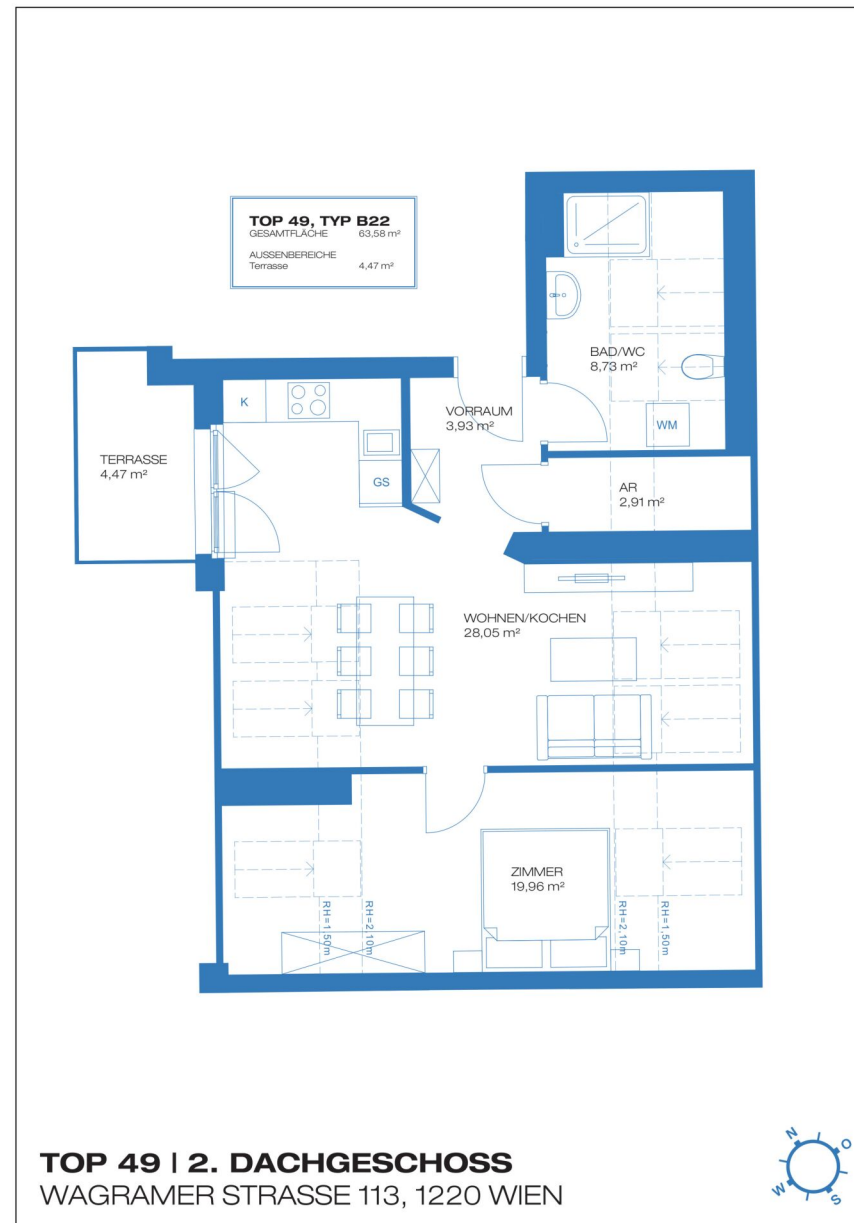 TOP 49, TYP B22
GESAMTFLÄCHE 63,58 m²
AUSSENBEREICHE
Terrasse 4,47 m²
BAD/WC
8,73 m²
K
VORRAUM
3,93 m²
WM
TERRASSE
4,47 m²
GS
AR
2,91 m²
WOHNEN/KOCHEN
28,05 m²
ZIMMER
19,96 m²
RH=1,50m
RH=2,10m
RH=2,10m
RH=1,50m
TOP 49 | 2. DACHGESCHOSS
WAGRAMER STRASSE 113, 1220 WIEN
N
O
W
S